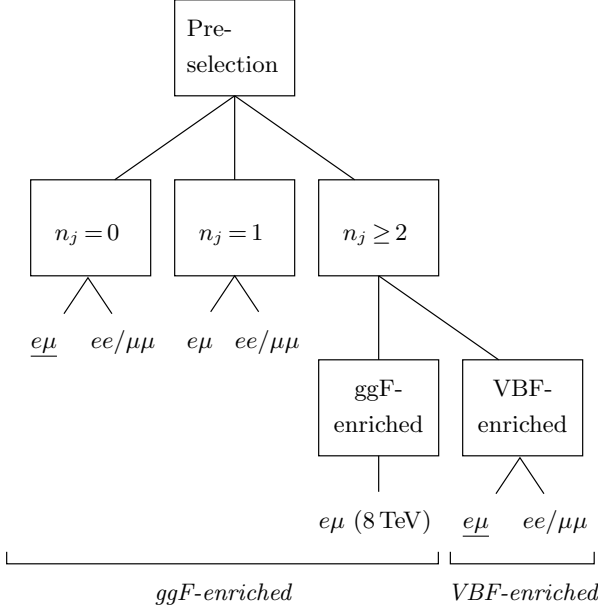 Pre-
selection
n_j = 0
n_j = 1
n_j ≥ 2
eμ ee/μμ eμ ee/μμ
ggF-
enriched
VBF-
enriched
eμ (8 TeV) eμ ee/μμ
ggF-enriched VBF-enriched